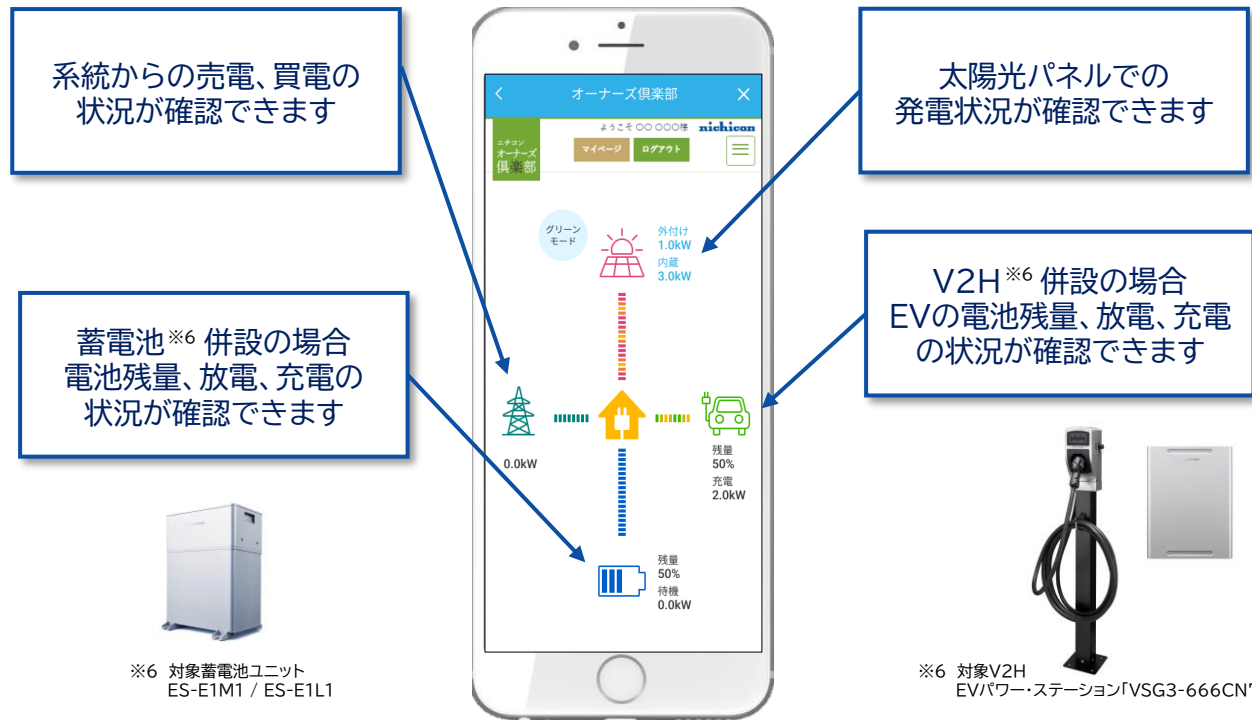 系統からの売電、買電の
状況が確認できます
太陽光パネルでの
発電状況が確認できます
蓄電池※6 併設の場合
電池残量、放電、充電の
状況が確認できます
V2H※6 併設の場合
EVの電池残量、放電、充電
の状況が確認できます
オーナーズ倶楽部
ようこそ 〇〇 〇〇〇様
nichicon
ニチコン
オーナーズ
倶楽部
マイページ
ログアウト
グリーン
モード
外付け
1.0kW
内蔵
3.0kW
0.0kW
残量
50%
充電
2.0kW
残量
50%
待機
0.0kW
※6 対象蓄電池ユニット
ES-E1M1 / ES-E1L1
※6 対象V2H
EVパワー・ステーション「VSG3-666CN7